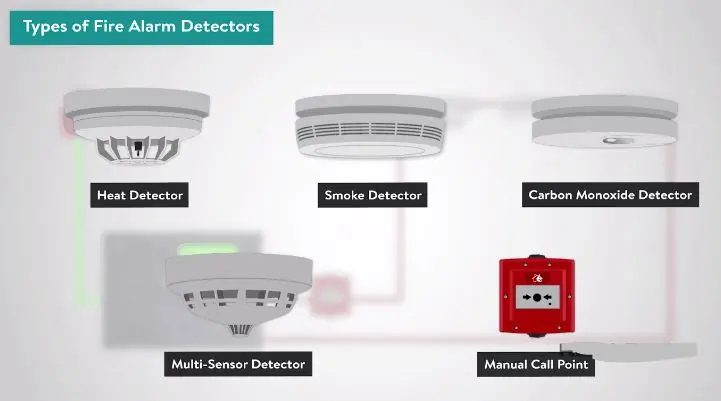 Types of Fire Alarm Detectors
Heat Detector
Smoke Detector
Carbon Monoxide Detector
Multi-Sensor Detector
Manual Call Point